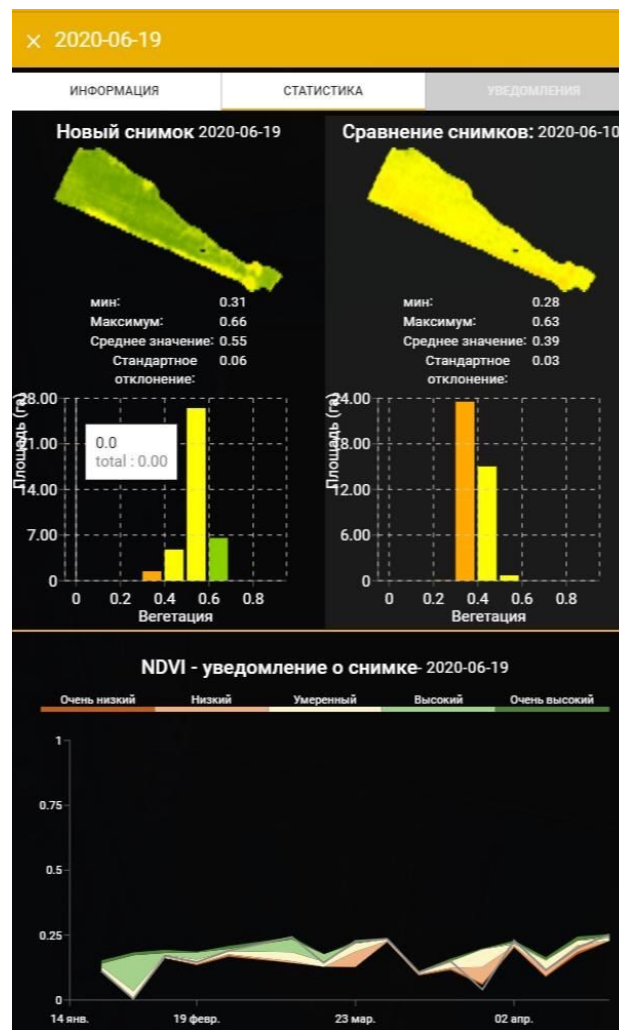 × 2020-06-19
ИНФОРМАЦИЯ СТАТИСТИКА УВЕДОМЛЕНИЯ
Новый снимок 2020-06-19
мин: 0.31
Максимум: 0.66
Среднее значение: 0.55
Стандартное 0.06
отклонение:
Площадь (га)
28.00
21.00
14.00
7.00
0
0.0
total : 0.00
0 0.2 0.4 0.6 0.8
Вегетация
Сравнение снимков: 2020-06-10
мин: 0.28
Максимум: 0.63
Среднее значение: 0.39
Стандартное 0.03
отклонение:
Площадь (га)
24.00
18.00
12.00
6.00
0
0 0.2 0.4 0.6 0.8
Вегетация
NDVI - уведомление о снимке- 2020-06-19
Очень низкий Низкий Умеренный Высокий Очень высокий
1
0.75
0.5
0.25
0
14 янв. 19 февр. 23 мар. 02 апр.